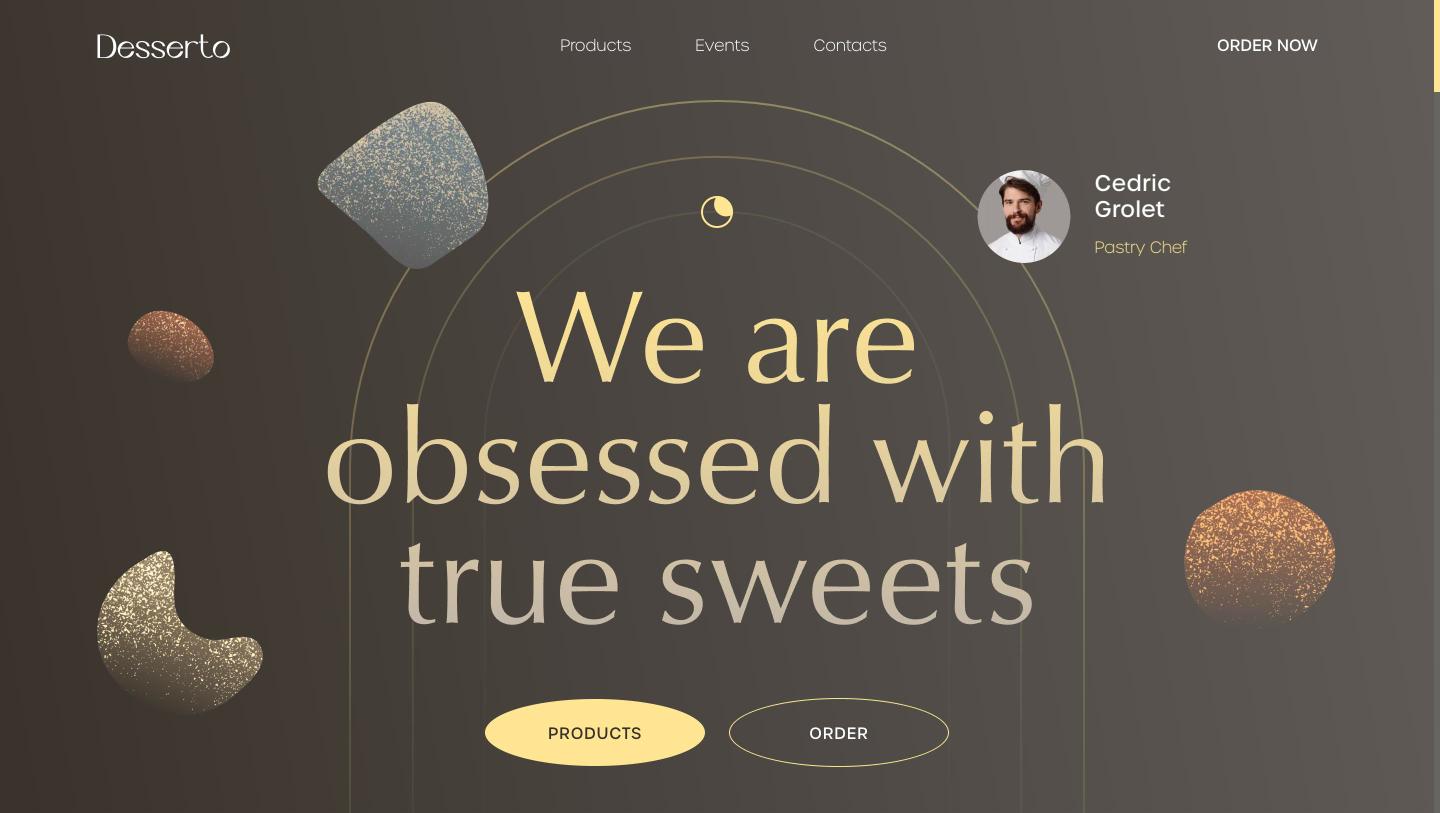 Desserto
Products
Events
Contacts
ORDER NOW
Cedric
Grolet
Pastry Chef
We are
obsessed with
true sweets
PRODUCTS
ORDER